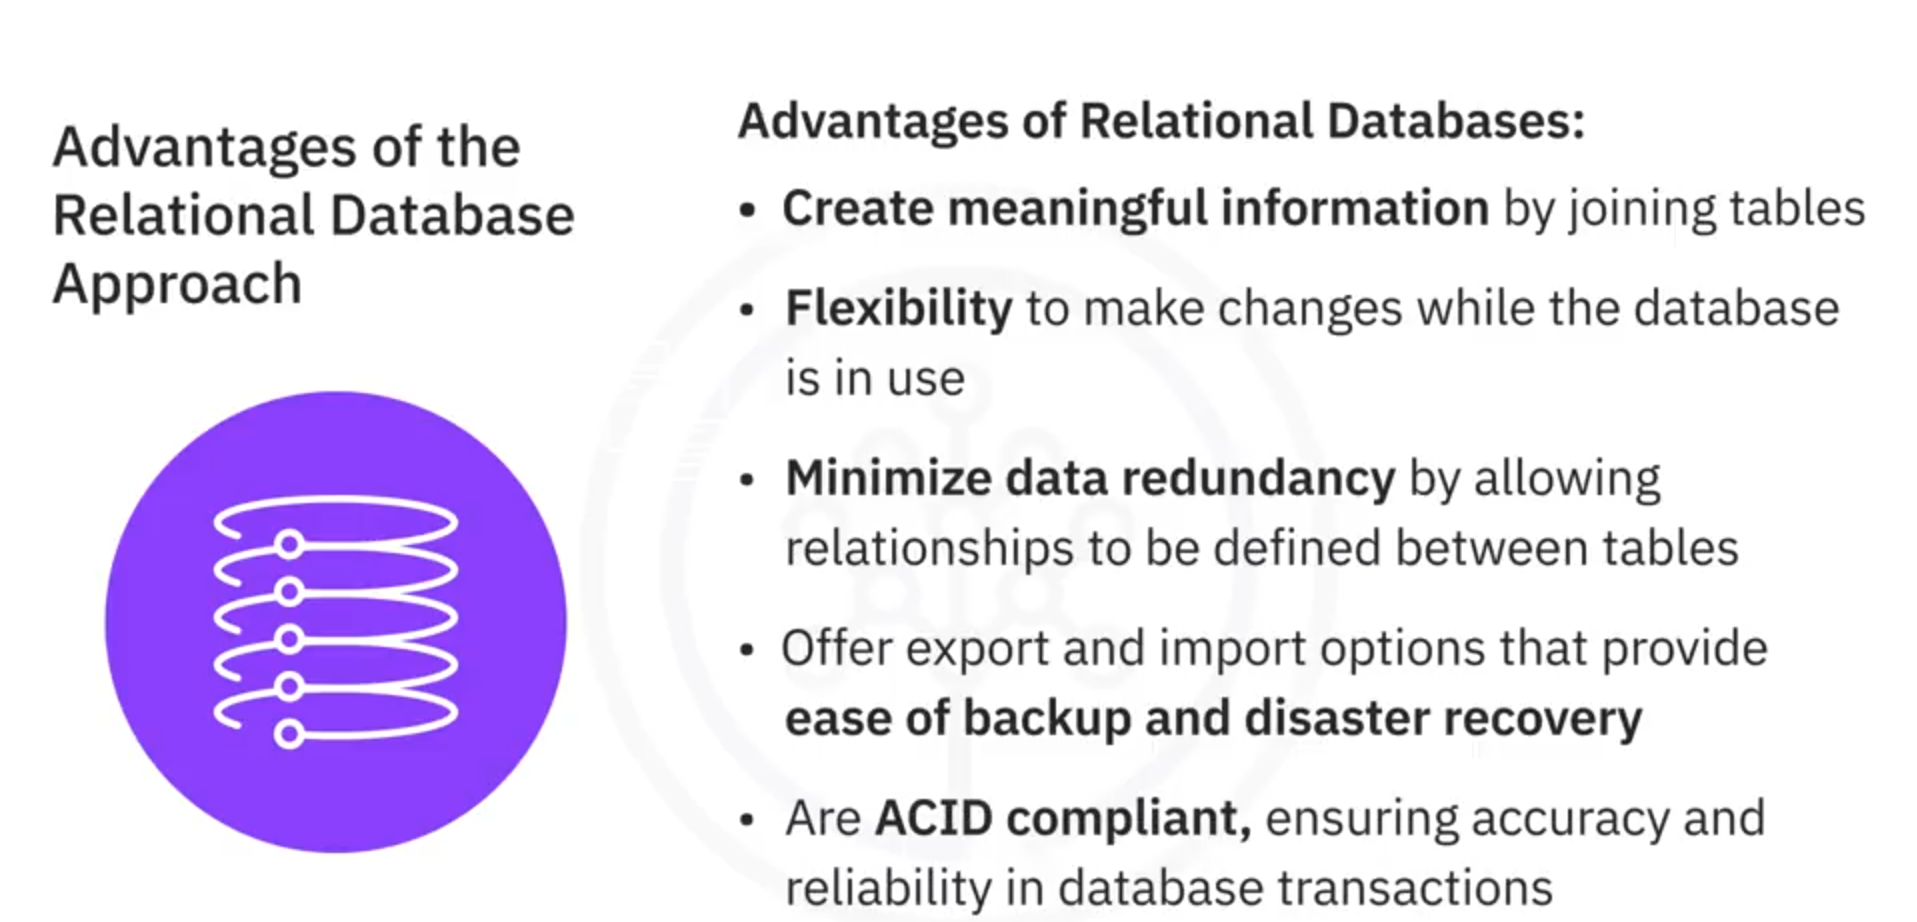 Advantages of the
Relational Database
Approach
Advantages of Relational Databases:
• Create meaningful information by joining tables
• Flexibility to make changes while the database
is in use
• Minimize data redundancy by allowing
relationships to be defined between tables
• Offer export and import options that provide
ease of backup and disaster recovery
• Are ACID compliant, ensuring accuracy and
reliability in database transactions